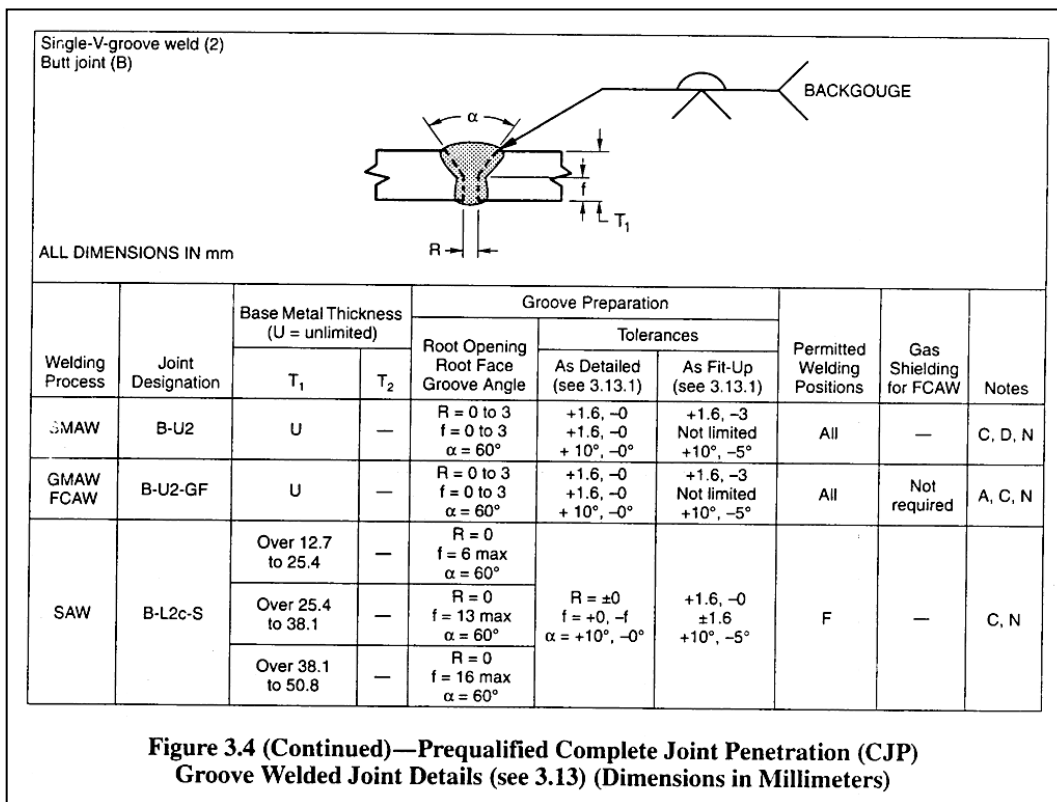 Single-V-groove weld (2)
Butt joint (B)
BACKGOUGE
α
f
T₁
R
ALL DIMENSIONS IN mm
Welding Process
Joint Designation
Base Metal Thickness (U = unlimited)
T₁
T₂
Groove Preparation
Root Opening
Root Face
Groove Angle
Tolerances
As Detailed (see 3.13.1)
As Fit-Up (see 3.13.1)
Permitted Welding Positions
Gas Shielding for FCAW
Notes
SMAW
B-U2
U
—
R = 0 to 3
f = 0 to 3
α = 60°
+1.6, –0
+1.6, –0
+ 10°, –0°
+1.6, –3
Not limited
+10°, –5°
All
—
C, D, N
GMAW
FCAW
B-U2-GF
U
—
R = 0 to 3
f = 0 to 3
α = 60°
+1.6, –0
+1.6, –0
+ 10°, –0°
+1.6, –3
Not limited
+10°, –5°
All
Not required
A, C, N
SAW
B-L2c-S
Over 12.7 to 25.4
—
R = 0
f = 6 max
α = 60°
Over 25.4 to 38.1
—
R = 0
f = 13 max
α = 60°
Over 38.1 to 50.8
—
R = 0
f = 16 max
α = 60°
R = ±0
f = +0, –f
α = +10°, –0°
+1.6, –0
±1.6
+10°, –5°
F
—
C, N
Figure 3.4 (Continued)—Prequalified Complete Joint Penetration (CJP)
Groove Welded Joint Details (see 3.13) (Dimensions in Millimeters)